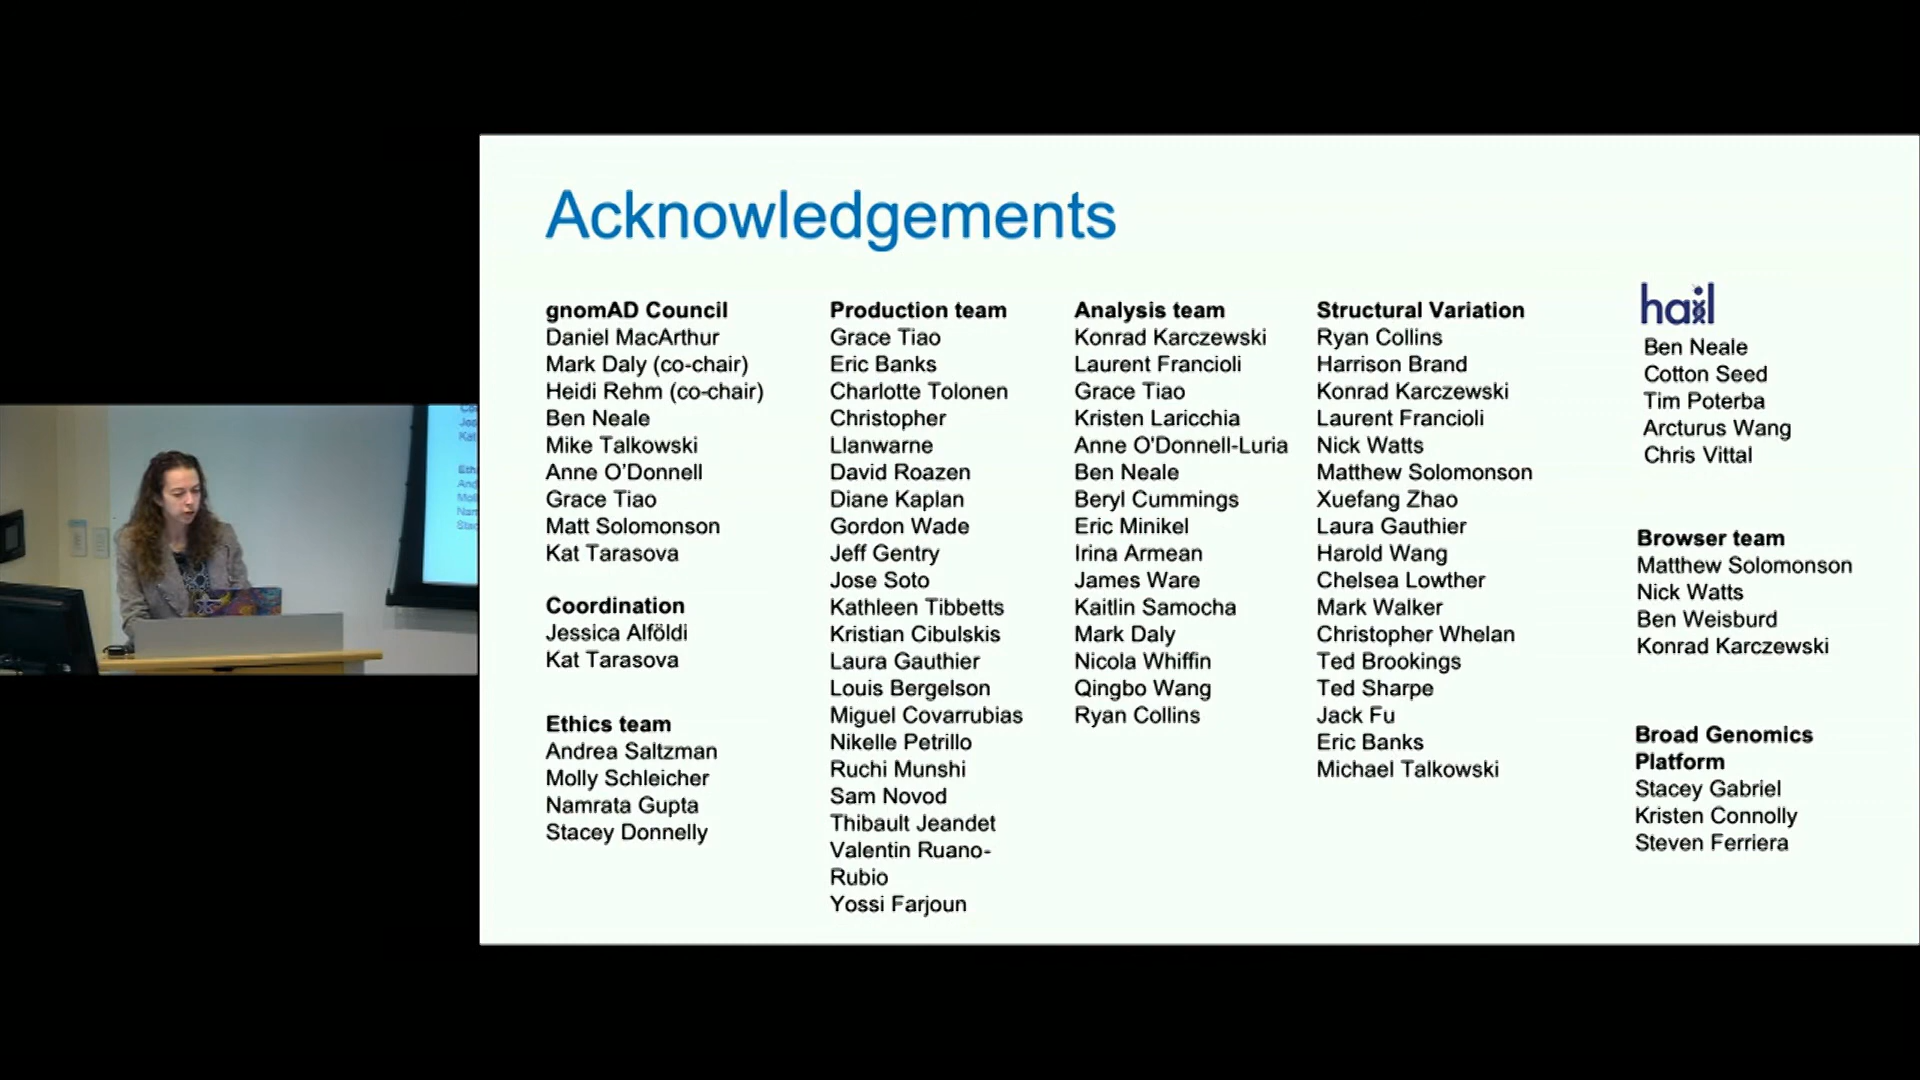 Acknowledgements
gnomAD Council
Daniel MacArthur
Mark Daly (co-chair)
Heidi Rehm (co-chair)
Ben Neale
Mike Talkowski
Anne O’Donnell
Grace Tiao
Matt Solomonson
Kat Tarasova
Coordination
Jessica Alföldi
Kat Tarasova
Ethics team
Andrea Saltzman
Molly Schleicher
Namrata Gupta
Stacey Donnelly
Production team
Grace Tiao
Eric Banks
Charlotte Tolonen
Christopher
Llanwarne
David Roazen
Diane Kaplan
Gordon Wade
Jeff Gentry
Jose Soto
Kathleen Tibbetts
Kristian Cibulskis
Laura Gauthier
Louis Bergelson
Miguel Covarrubias
Nikelle Petrillo
Ruchi Munshi
Sam Novod
Thibault Jeandet
Valentin Ruano-
Rubio
Yossi Farjoun
Analysis team
Konrad Karczewski
Laurent Francioli
Grace Tiao
Kristen Laricchia
Anne O'Donnell-Luria
Ben Neale
Beryl Cummings
Eric Minikel
Irina Armean
James Ware
Kaitlin Samocha
Mark Daly
Nicola Whiffin
Qingbo Wang
Ryan Collins
Structural Variation
Ryan Collins
Harrison Brand
Konrad Karczewski
Laurent Francioli
Nick Watts
Matthew Solomonson
Xuefang Zhao
Laura Gauthier
Harold Wang
Chelsea Lowther
Mark Walker
Christopher Whelan
Ted Brookings
Ted Sharpe
Jack Fu
Eric Banks
Michael Talkowski
hail
Ben Neale
Cotton Seed
Tim Poterba
Arcturus Wang
Chris Vittal
Browser team
Matthew Solomonson
Nick Watts
Ben Weisburd
Konrad Karczewski
Broad Genomics
Platform
Stacey Gabriel
Kristen Connolly
Steven Ferriera